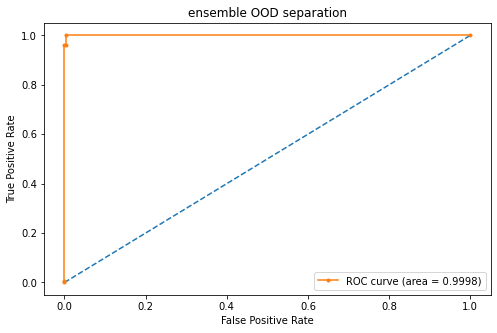 ensemble OOD separation
1.0
0.8
0.6
0.4
0.2
0.0
True Positive Rate
ROC curve (area = 0.9998)
0.0 0.2 0.4 0.6 0.8 1.0
False Positive Rate